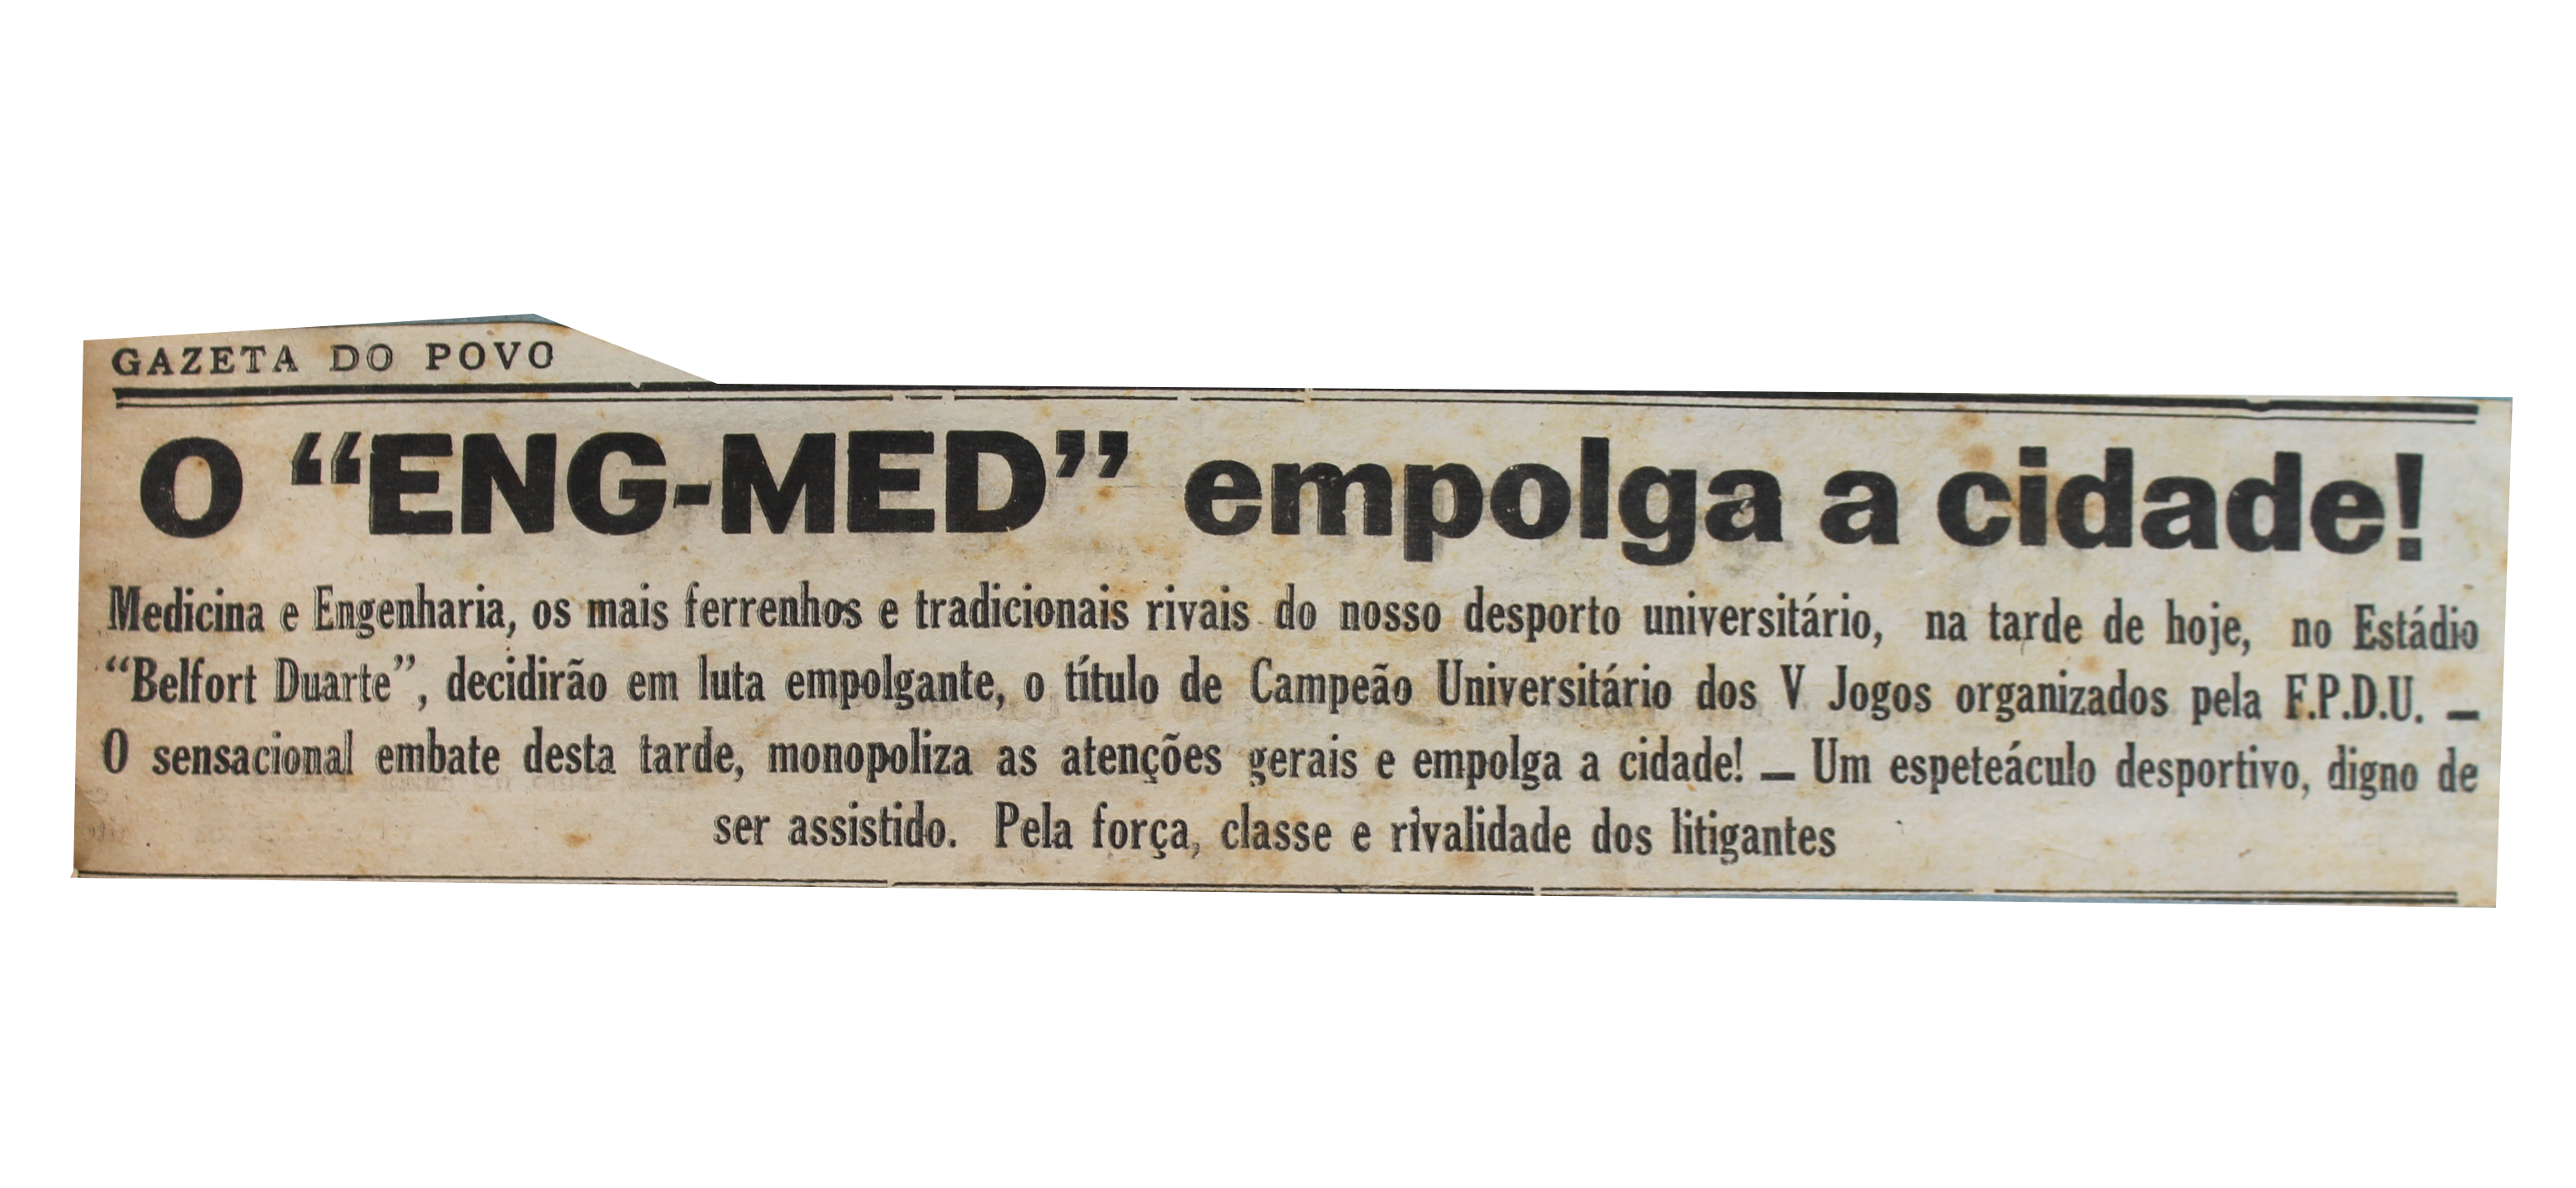 GAZETA DO POVO
O “ENG-MED” empolga a cidade!
Medicina e Engenharia, os mais ferrenhos e tradicionais rivais do nosso desporto universitário, na tarde de hoje, no Estádio
“Belfort Duarte”, decidirão em luta empolgante, o título de Campeão Universitário dos V Jogos organizados pela F.P.D.U. —
O sensacional embate desta tarde, monopoliza as atenções gerais e empolga a cidade! — Um espeteáculo desportivo, digno de
ser assistido. Pela força, classe e rivalidade dos litigantes